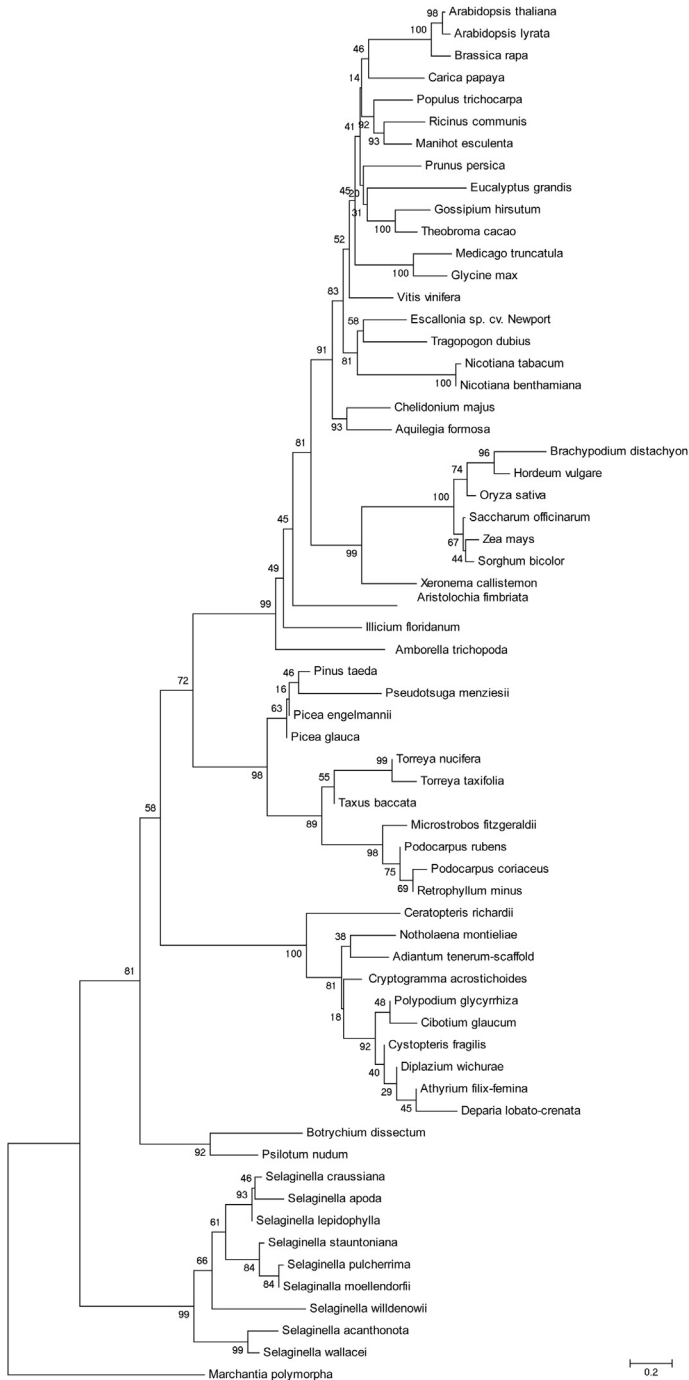 98 Arabidopsis thaliana
100 Arabidopsis lyrata
46 Brassica rapa
14 Carica papaya
Populus trichocarpa
41 92 Ricinus communis
93 Manihot esculenta
Prunus persica
45 20 Eucalyptus grandis
31 Gossipium hirsutum
100 Theobroma cacao
52 Medicago truncatula
100 Glycine max
83 Vitis vinifera
58 Escallonia sp. cv. Newport
91 81 Tragopogon dubius
Nicotiana tabacum
100 Nicotiana benthamiana
Chelidonium majus
93 Aquilegia formosa
81 96 Brachypodium distachyon
74 Hordeum vulgare
100 Oryza sativa
45 Saccharum officinarum
67 Zea mays
99 44 Sorghum bicolor
49 Xeronema callistemon
Aristolochia fimbriata
99 Illicium floridanum
Amborella trichopoda
72 46 Pinus taeda
16 Pseudotsuga menziesii
63 Picea engelmannii
Picea glauca
98 99 Torreya nucifera
55 Torreya taxifolia
58 Taxus baccata
89 Microstrobos fitzgeraldii
98 Podocarpus rubens
75 Podocarpus coriaceus
69 Retrophyllum minus
Ceratopteris richardii
38 Notholaena montieliae
100 Adiantum tenerum-scaffold
81 81 Cryptogramma acrostichoides
48 Polypodium glycyrrhiza
18 Cibotium glaucum
92 Cystopteris fragilis
40 Diplazium wichurae
29 Athyrium filix-femina
45 Deparia lobato-crenata
Botrychium dissectum
92 Psilotum nudum
46 Selaginella craussiana
93 Selaginella apoda
61 Selaginella lepidophylla
Selaginella stauntoniana
66 84 Selaginella pulcherrima
84 Selaginalla moellendorfii
99 Selaginella willdenowii
Selaginella acanthonota
99 Selaginella wallacei
Marchantia polymorpha
0.2